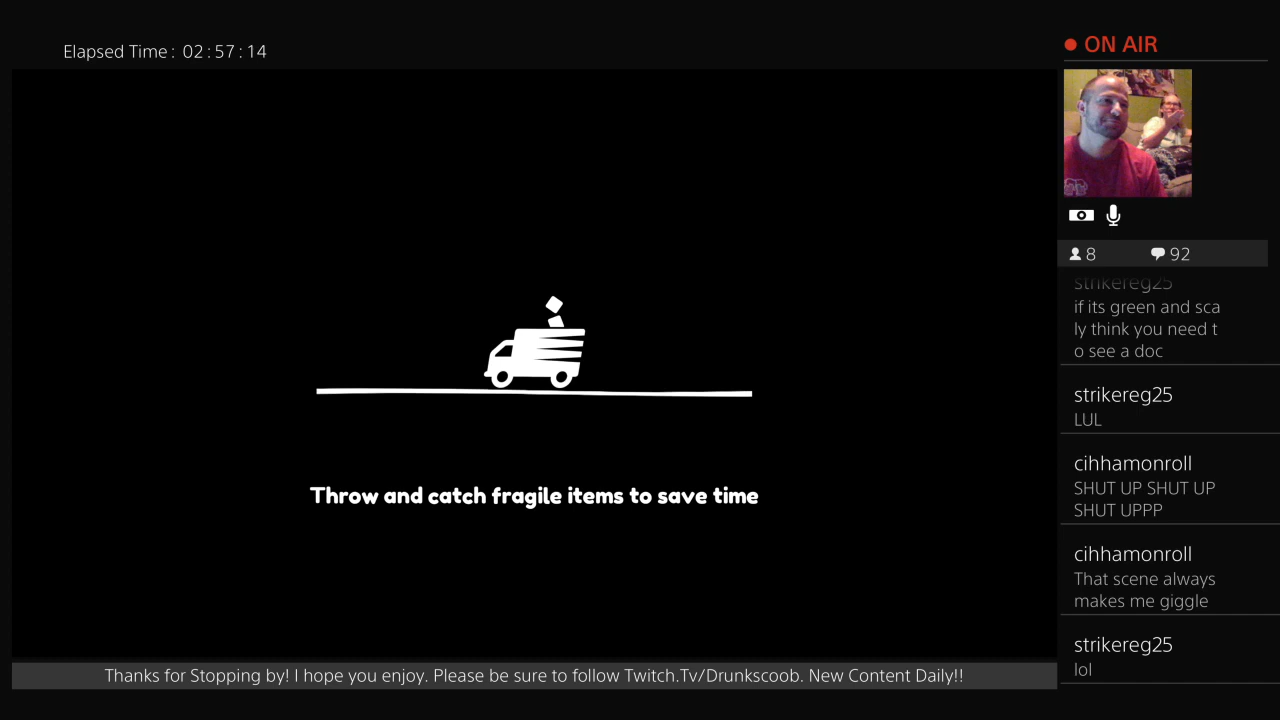 Elapsed Time : 02 : 57 : 14
ON AIR
8
92
strikereg25
if its green and sca
ly think you need t
o see a doc
strikereg25
LUL
cihhamonroll
SHUT UP SHUT UP
SHUT UPPP
cihhamonroll
That scene always
makes me giggle
strikereg25
lol
Throw and catch fragile items to save time
Thanks for Stopping by! I hope you enjoy. Please be sure to follow Twitch.Tv/Drunkscoob. New Content Daily!!